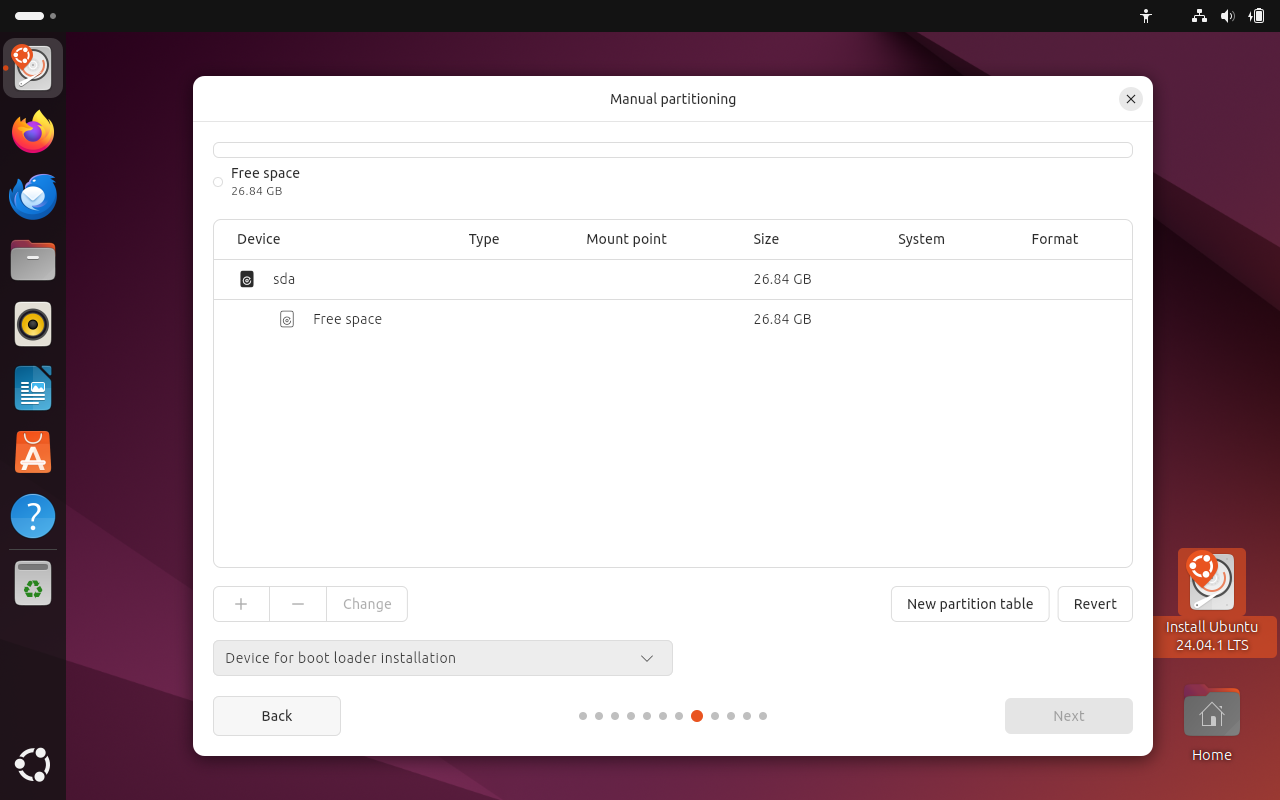 Manual partitioning
Free space
26.84 GB
Device Type Mount point Size System Format
sda 26.84 GB
Free space 26.84 GB
Change New partition table Revert
Device for boot loader installation
Back Next
Install Ubuntu
24.04.1 LTS
Home